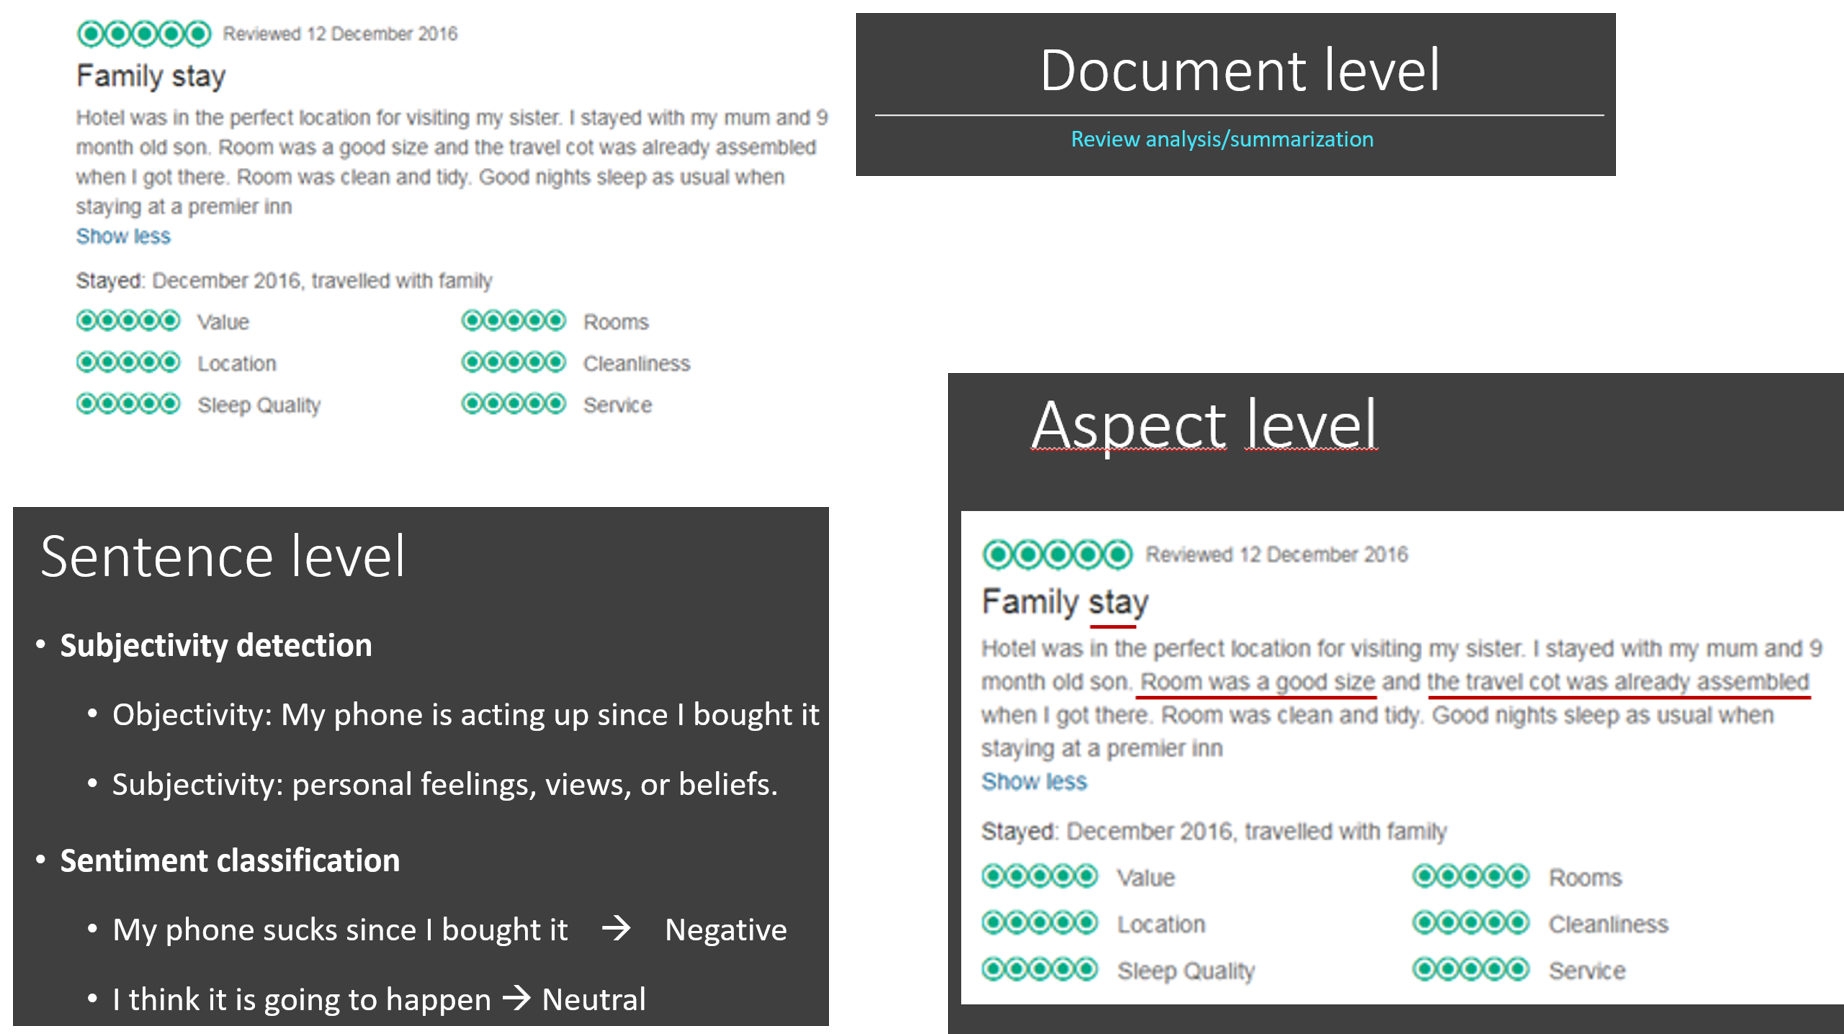 Reviewed 12 December 2016
Family stay
Hotel was in the perfect location for visiting my sister. I stayed with my mum and 9
month old son. Room was a good size and the travel cot was already assembled
when I got there. Room was clean and tidy. Good nights sleep as usual when
staying at a premier inn
Show less
Stayed: December 2016, travelled with family
Value Rooms
Location Cleanliness
Sleep Quality Service
Document level
Review analysis/summarization
Sentence level
• Subjectivity detection
• Objectivity: My phone is acting up since I bought it
• Subjectivity: personal feelings, views, or beliefs.
• Sentiment classification
• My phone sucks since I bought it → Negative
• I think it is going to happen → Neutral
Aspect level
Reviewed 12 December 2016
Family stay
Hotel was in the perfect location for visiting my sister. I stayed with my mum and 9
month old son. Room was a good size and the travel cot was already assembled
when I got there. Room was clean and tidy. Good nights sleep as usual when
staying at a premier inn
Show less
Stayed: December 2016, travelled with family
Value Rooms
Location Cleanliness
Sleep Quality Service